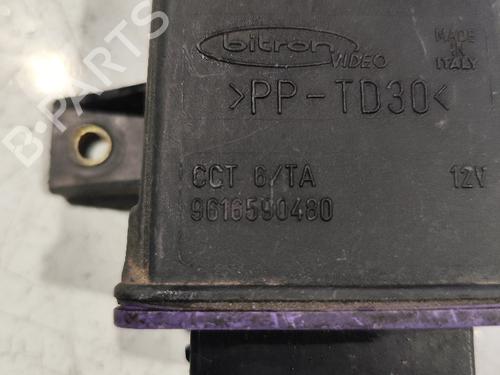 bitron
VIDEO
MADE
IN
ITALY
>PP-TD30<
CCT 6/TA
12V
9616590480
B-PARTS